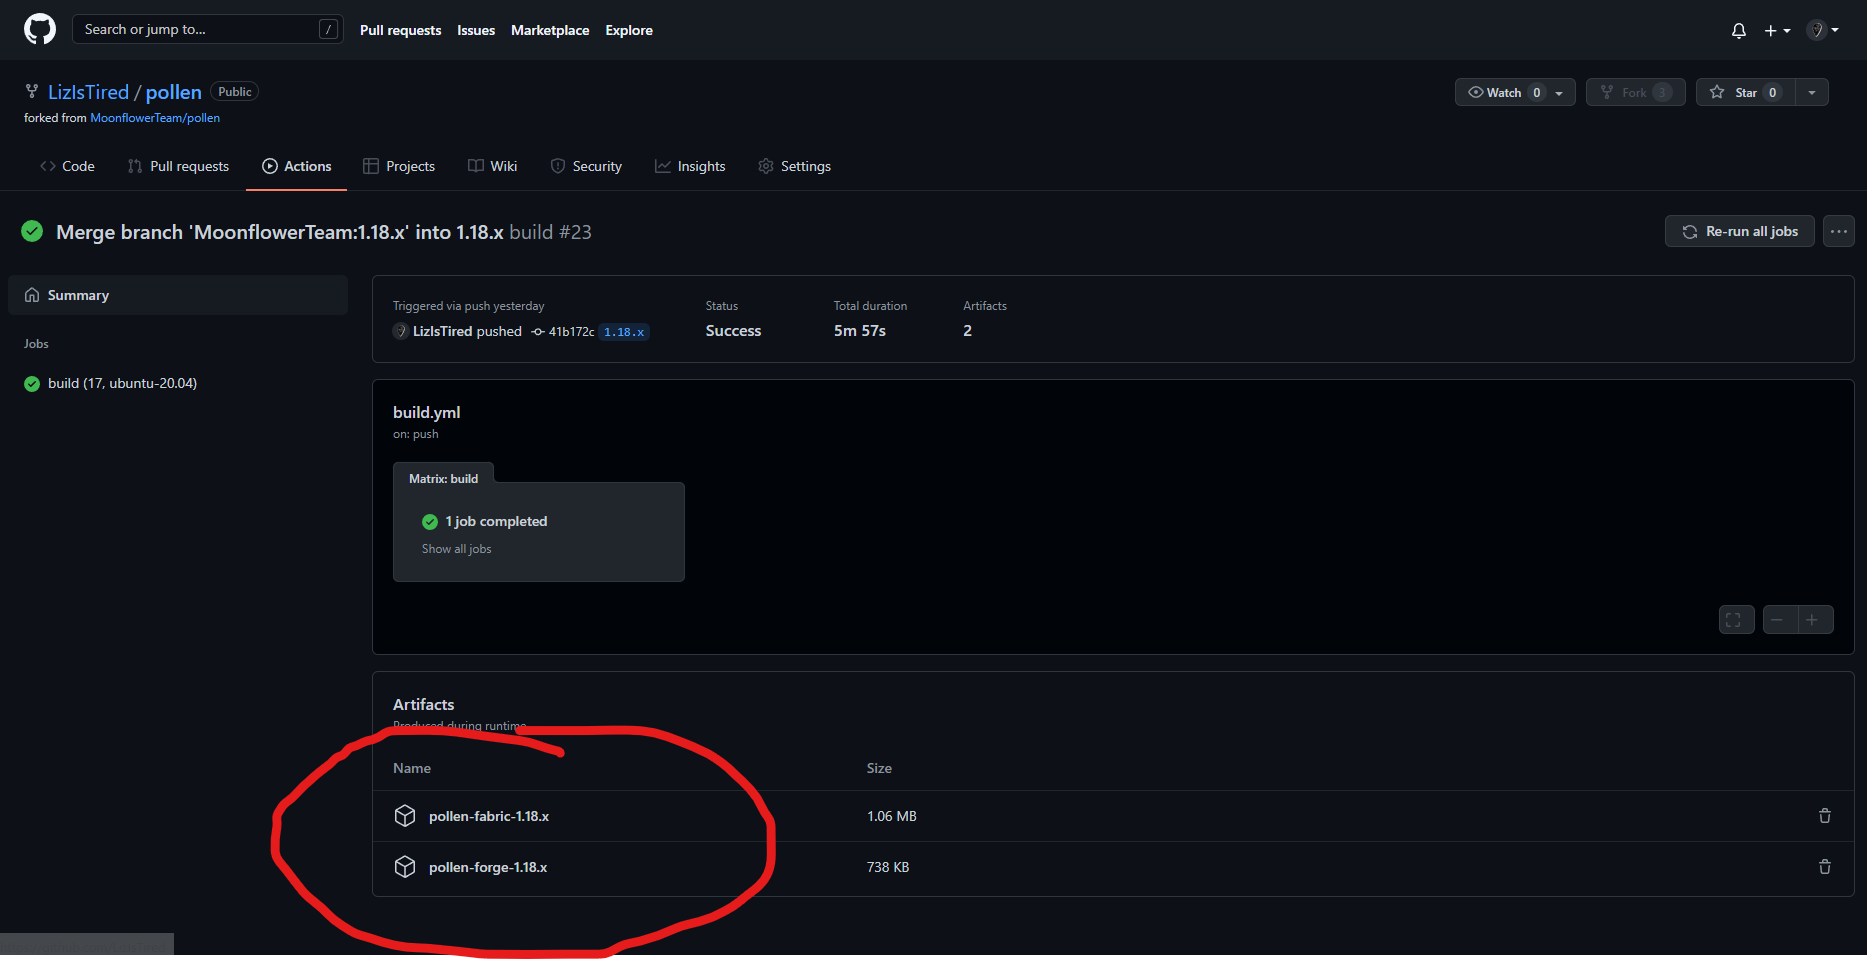 Search or jump to... /
Pull requests Issues Marketplace Explore
LizIsTired / pollen Public
forked from MoonflowerTeam/pollen
Watch 0
Fork 3
Star 0
Code Pull requests Actions Projects Wiki Security Insights Settings
Merge branch 'MoonflowerTeam:1.18.x' into 1.18.x build #23
Re-run all jobs
Summary
Jobs
build (17, ubuntu-20.04)
Triggered via push yesterday
LizIsTired pushed 41b172c 1.18.x
Status
Success
Total duration
5m 57s
Artifacts
2
build.yml
on: push
Matrix: build
1 job completed
Show all jobs
Artifacts
Produced during runtime
Name Size
pollen-fabric-1.18.x 1.06 MB
pollen-forge-1.18.x 738 KB